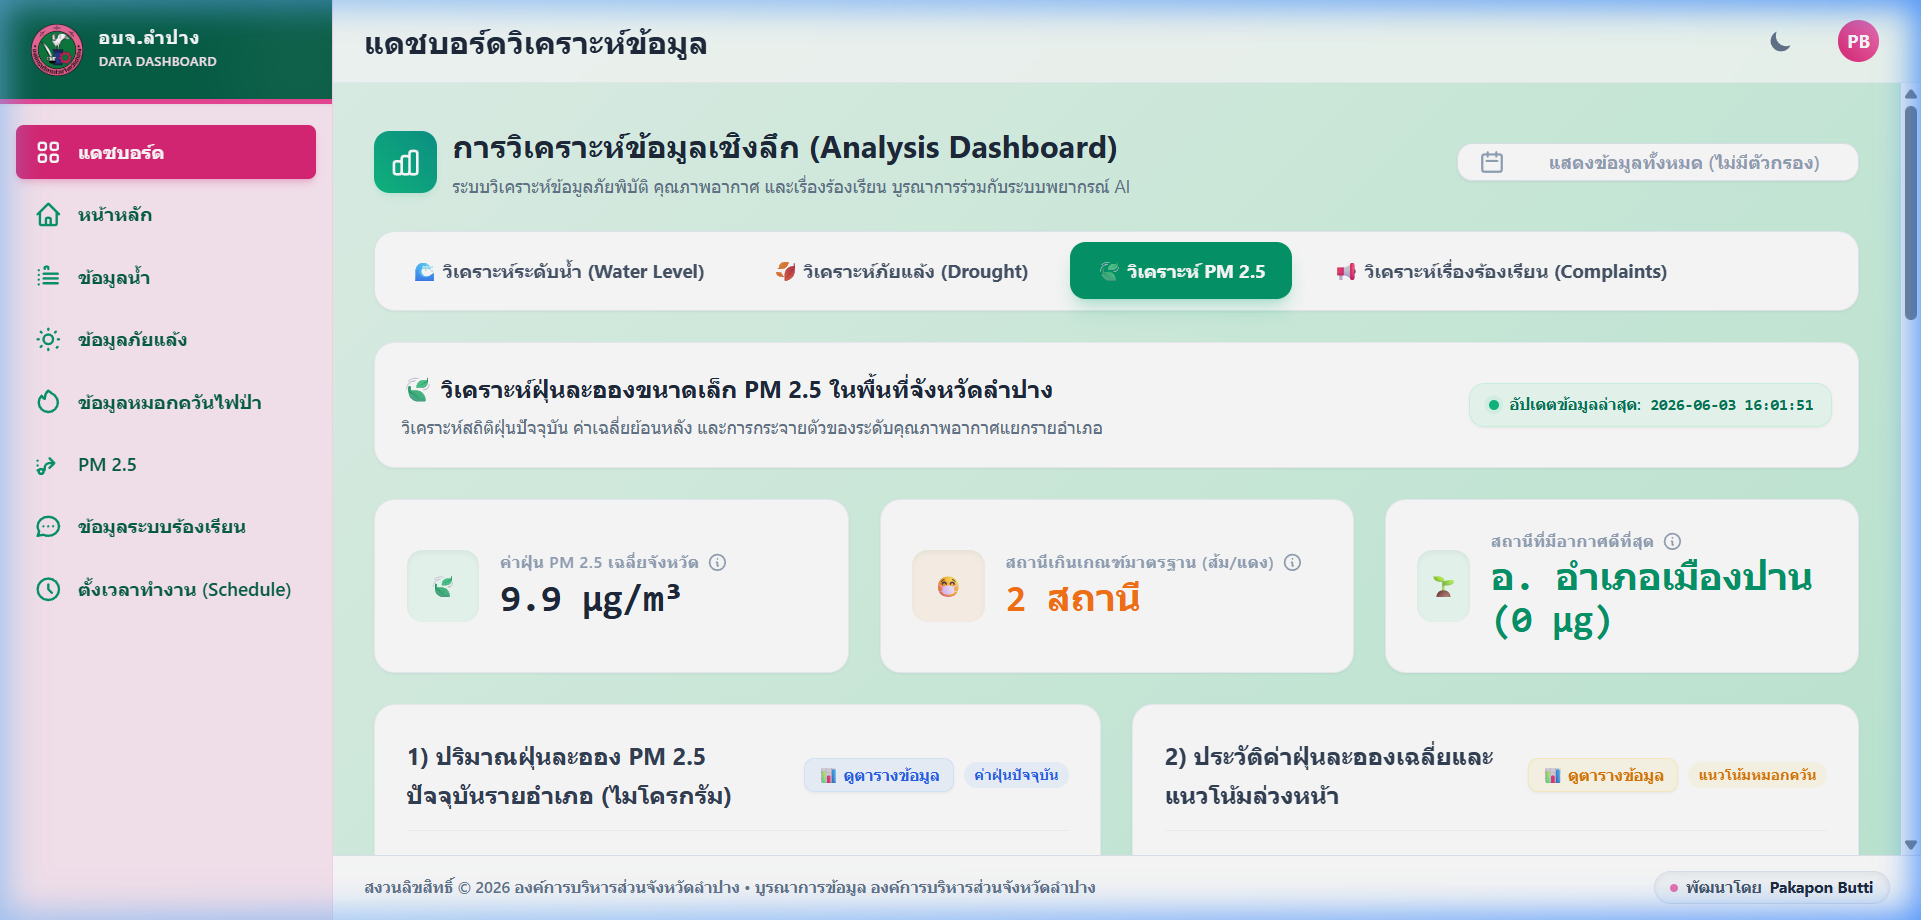 อบจ.ลำปาง
DATA DASHBOARD
แดชบอร์ดวิเคราะห์ข้อมูล
PB
แดชบอร์ด
หน้าหลัก
ข้อมูลน้ำ
ข้อมูลภัยแล้ง
ข้อมูลหมอกควันไฟป่า
PM 2.5
ข้อมูลระบบร้องเรียน
ตั้งเวลาทำงาน (Schedule)
การวิเคราะห์ข้อมูลเชิงลึก (Analysis Dashboard)
ระบบวิเคราะห์ข้อมูลภัยพิบัติ คุณภาพอากาศ และเรื่องร้องเรียน บูรณาการร่วมกับระบบพยากรณ์ AI
แสดงข้อมูลทั้งหมด (ไม่มีตัวกรอง)
วิเคราะห์ระดับน้ำ (Water Level)
วิเคราะห์ภัยแล้ง (Drought)
วิเคราะห์ PM 2.5
วิเคราะห์เรื่องร้องเรียน (Complaints)
วิเคราะห์ฝุ่นละอองขนาดเล็ก PM 2.5 ในพื้นที่จังหวัดลำปาง
วิเคราะห์สถิติฝุ่นปัจจุบัน ค่าเฉลี่ยย้อนหลัง และการกระจายตัวของระดับคุณภาพอากาศแยกรายอำเภอ
อัปเดตข้อมูลล่าสุด: 2026-06-03 16:01:51
ค่าฝุ่น PM 2.5 เฉลี่ยจังหวัด
9.9 µg/m³
สถานีเกินเกณฑ์มาตรฐาน (ส้ม/แดง)
2 สถานี
สถานีที่มีอากาศดีที่สุด
อ. อำเภอเมืองปาน
(0 µg)
1) ปริมาณฝุ่นละออง PM 2.5
ปัจจุบันรายอำเภอ (ไมโครกรัม)
ดูตารางข้อมูล
ค่าฝุ่นปัจจุบัน
2) ประวัติค่าฝุ่นละอองเฉลี่ยและ
แนวโน้มล่วงหน้า
ดูตารางข้อมูล
แนวโน้มหมอกควัน
สงวนลิขสิทธิ์ © 2026 องค์การบริหารส่วนจังหวัดลำปาง • บูรณาการข้อมูล องค์การบริหารส่วนจังหวัดลำปาง
พัฒนาโดย Pakapon Butti